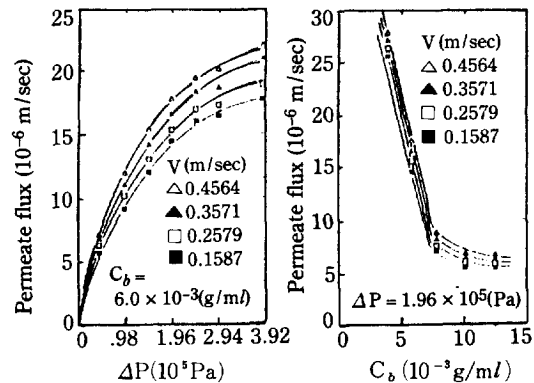 25
20
15
10
5
0
Permeate flux (10⁻⁶ m/sec)
V (m/sec)
△ 0.4564
▲ 0.3571
□ 0.2579
■ 0.1587
C_b =
6.0 × 10⁻³(g/ml)
0 .98 1.96 2.94 3.92
ΔP(10⁵Pa)
30
25
20
15
10
5
Permeate flux (10⁻⁶ m/sec)
V (m/sec)
△ 0.4564
▲ 0.3571
□ 0.2579
■ 0.1587
ΔP = 1.96 × 10⁵(Pa)
0 5 10 15
C_b (10⁻³g/ml)